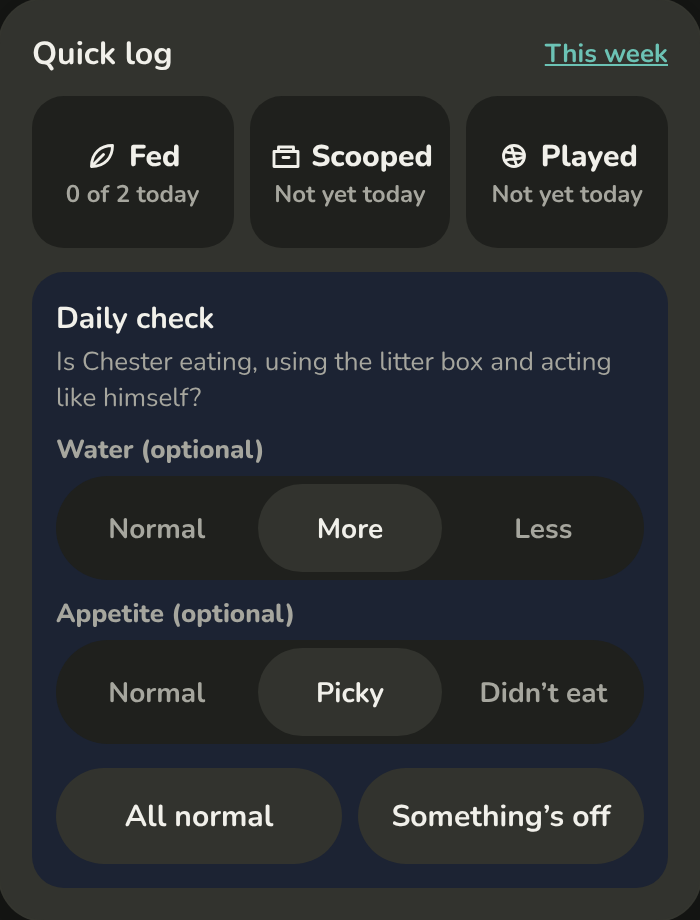 Quick log
This week
Fed
Scooped
Played
0 of 2 today
Not yet today
Not yet today
Daily check
Is Chester eating, using the litter box and acting
like himself?
Water (optional)
Normal
More
Less
Appetite (optional)
Normal
Picky
Didn’t eat
All normal
Something’s off